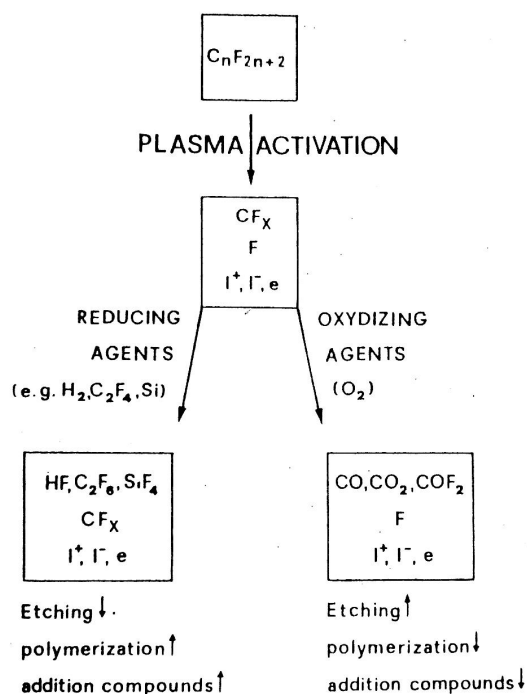 CₙF₂ₙ₊₂
PLASMA ACTIVATION
CFₓ
F
I⁺, I⁻, e
REDUCING
AGENTS
(e.g. H₂,C₂F₄,Si)
OXYDIZING
AGENTS
(O₂)
HF,C₂F₆,SiF₄
CFₓ
I⁺, I⁻, e
Etching↓
polymerization↑
addition compounds↑
CO,CO₂,COF₂
F
I⁺, I⁻, e
Etching↑
polymerization↓
addition compounds↓